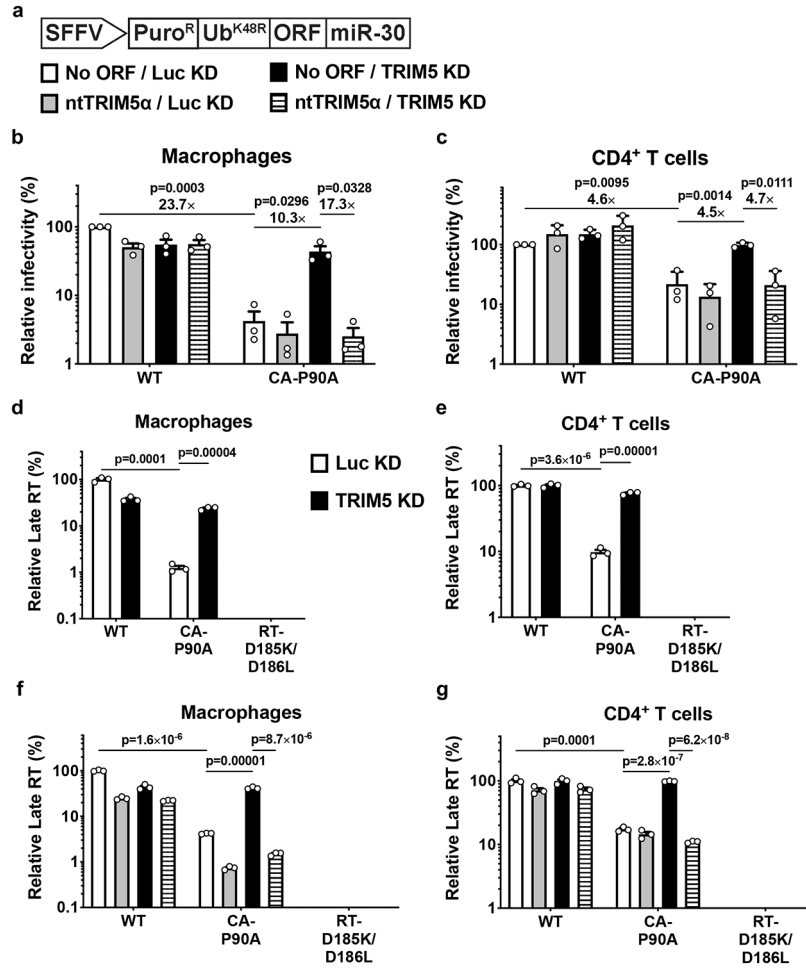 a
SFFV Puroᴿ Ubᴷ⁴⁸ᴿ ORF miR-30
No ORF / Luc KD No ORF / TRIM5 KD
ntTRIM5α / Luc KD ntTRIM5α / TRIM5 KD
b
Macrophages
Relative infectivity (%)
100
10
1
p=0.0003
23.7×
p=0.0296
10.3×
p=0.0328
17.3×
WT CA-P90A
c
CD4⁺ T cells
Relative infectivity (%)
100
10
1
p=0.0095
4.6×
p=0.0014
4.5×
p=0.0111
4.7×
WT CA-P90A
d
Macrophages
Relative Late RT (%)
100
10
1
0.1
p=0.0001
p=0.00004
WT CA- RT-
P90A D185K/
D186L
Luc KD
TRIM5 KD
e
CD4⁺ T cells
Relative Late RT (%)
100
10
1
p=3.6×10⁻⁶
p=0.00001
WT CA- RT-
P90A D185K/
D186L
f
Macrophages
Relative Late RT (%)
100
10
1
0.1
p=1.6×10⁻⁶
p=8.7×10⁻⁶
p=0.00001
WT CA- RT-
P90A D185K/
D186L
g
CD4⁺ T cells
Relative Late RT (%)
100
10
1
p=0.0001
p=6.2×10⁻⁸
p=2.8×10⁻⁷
WT CA- RT-
P90A D185K/
D186L